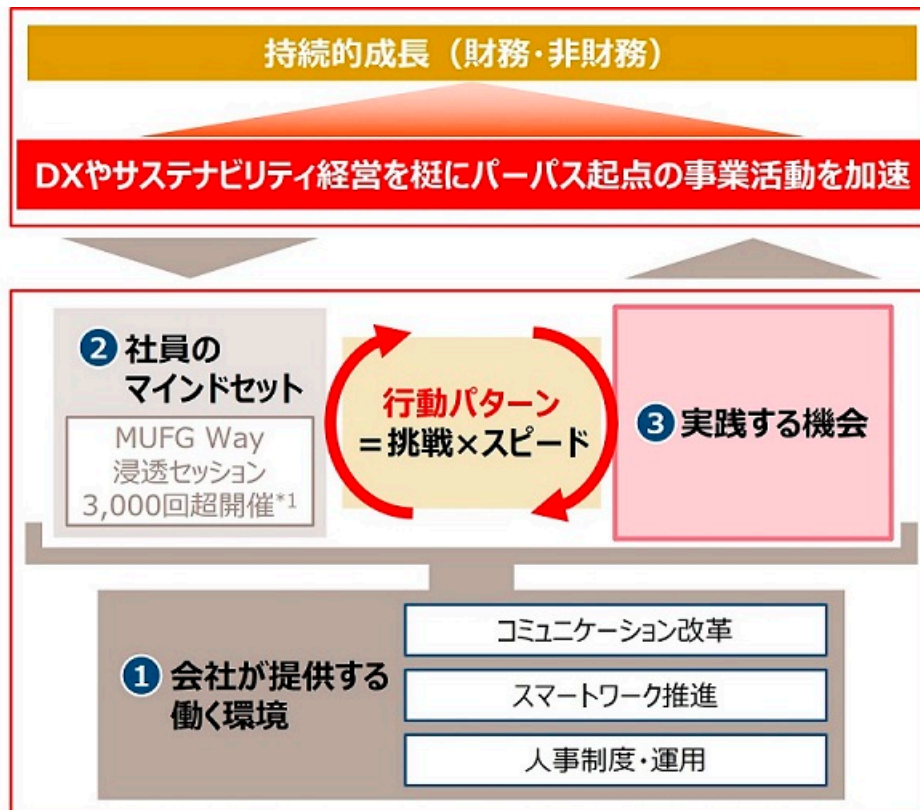 持続的成長（財務・非財務）
DXやサステナビリティ経営を梃にパーパス起点の事業活動を加速
2 社員の
マインドセット
MUFG Way
浸透セッション
3,000回超開催*1
行動パターン
＝挑戦×スピード
3 実践する機会
1 会社が提供する
働く環境
コミュニケーション改革
スマートワーク推進
人事制度・運用